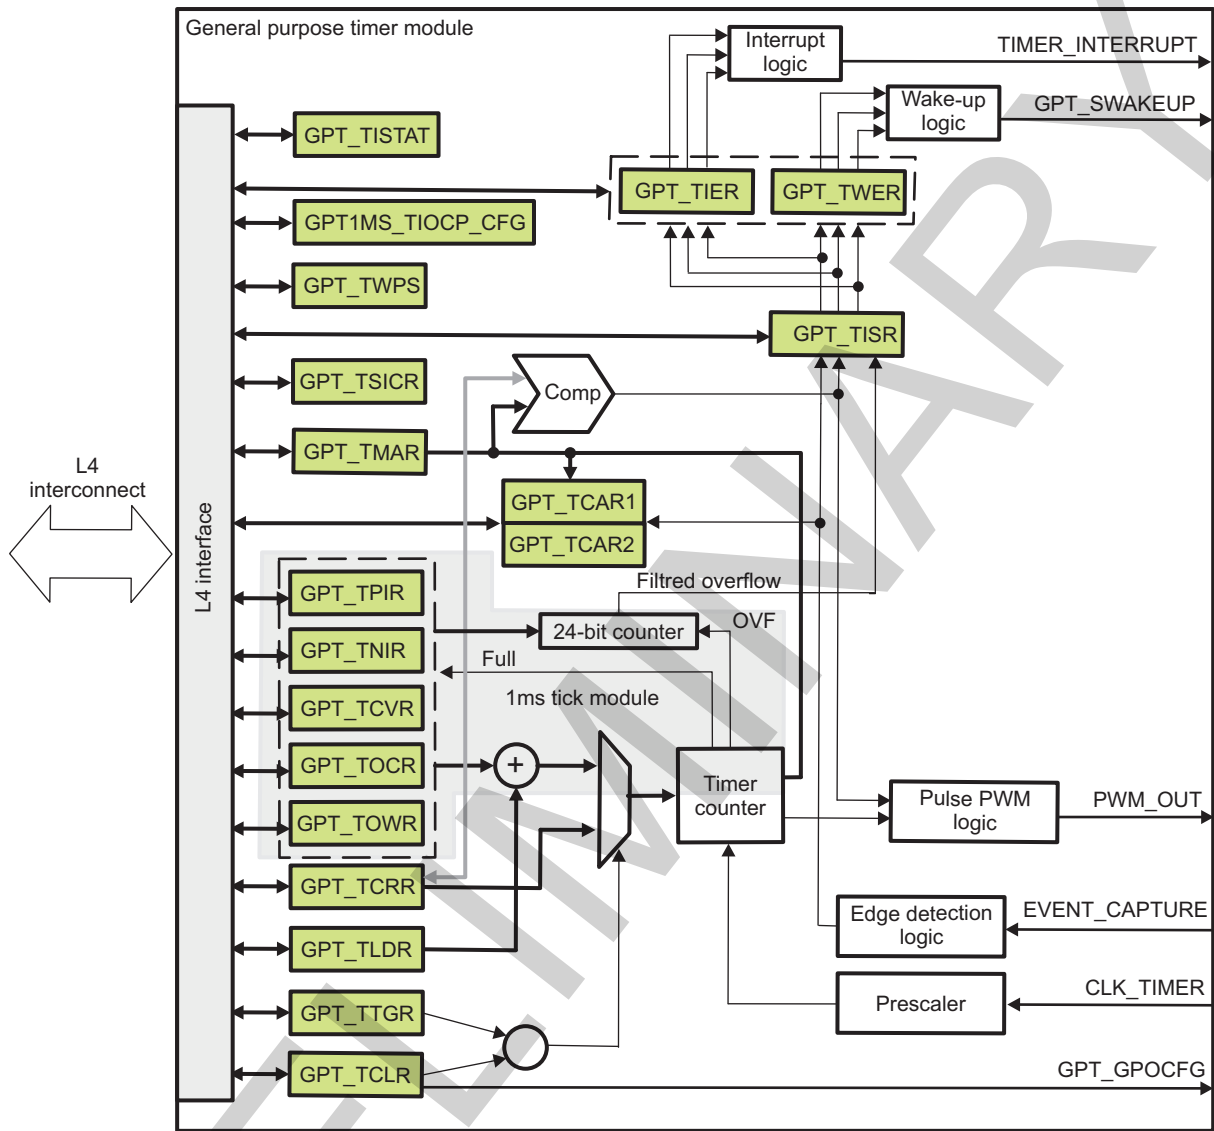 General purpose timer module
Interrupt
logic
TIMER_INTERRUPT
Wake-up
logic
GPT_SWAKEUP
GPT_TISTAT
GPT_TIER
GPT_TWER
GPT1MS_TIOCP_CFG
GPT_TWPS
GPT_TISR
GPT_TSICR
Comp
GPT_TMAR
L4
interconnect
L4 interface
GPT_TCAR1
GPT_TCAR2
Filtred overflow
GPT_TPIR
24-bit counter
OVF
GPT_TNIR
Full
1ms tick module
GPT_TCVR
GPT_TOCR
+
Timer
counter
Pulse PWM
logic
PWM_OUT
GPT_TOWR
GPT_TCRR
Edge detection
logic
EVENT_CAPTURE
GPT_TLDR
Prescaler
CLK_TIMER
GPT_TTGR
GPT_TCLR
GPT_GPOCFG
ELIMINARY